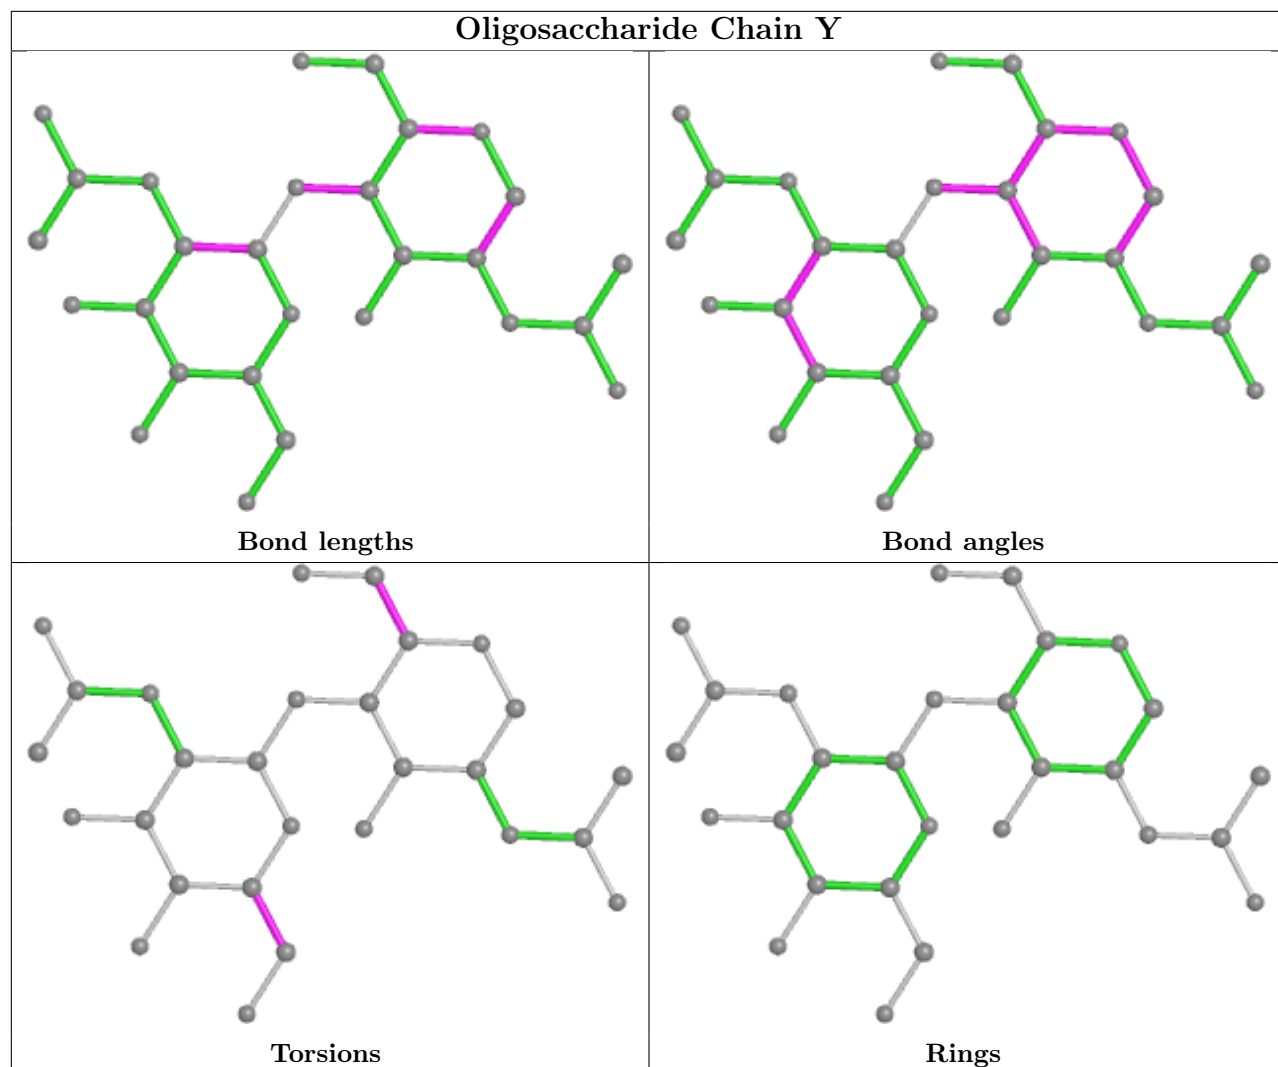 Oligosaccharide Chain Y
Bond lengths
Bond angles
Torsions
Rings